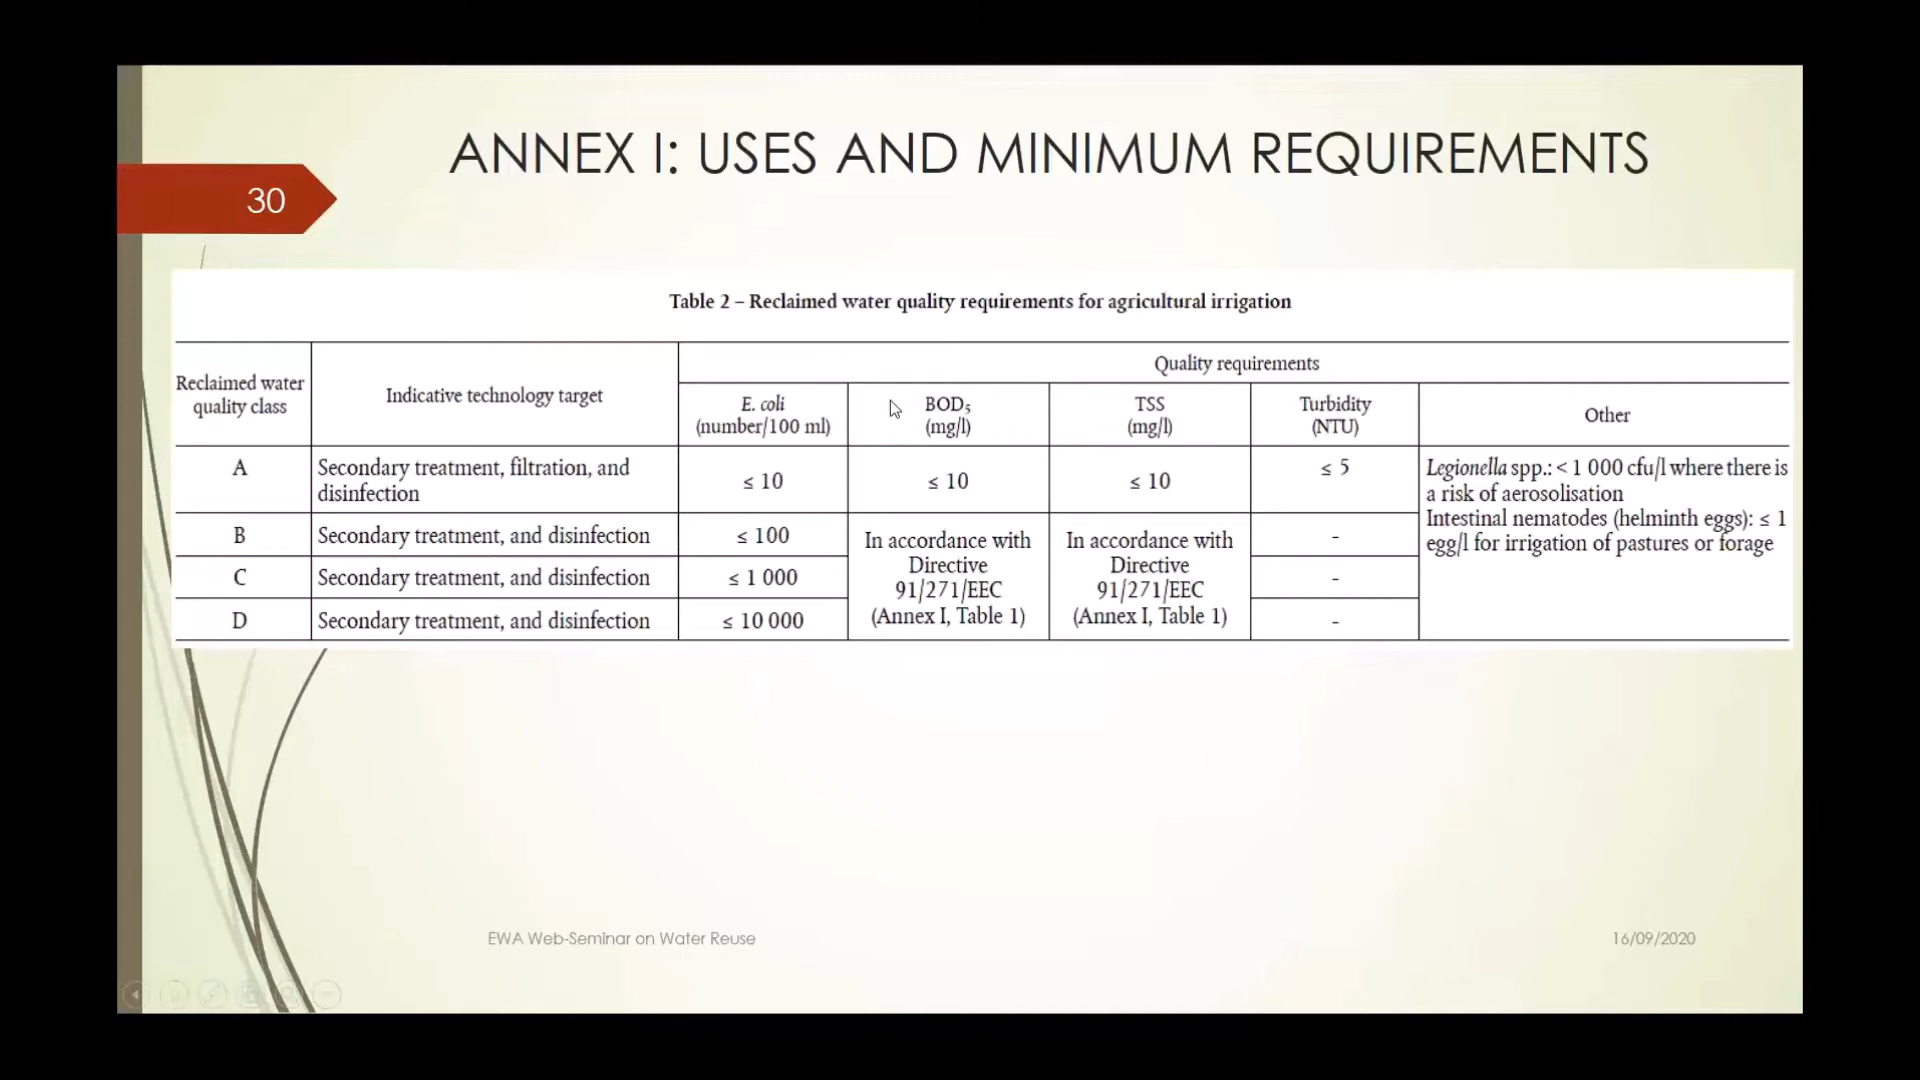 ANNEX I: USES AND MINIMUM REQUIREMENTS
30
Table 2 – Reclaimed water quality requirements for agricultural irrigation
Reclaimed water
quality class
Indicative technology target
Quality requirements
E. coli
(number/100 ml)
BOD₅
(mg/l)
TSS
(mg/l)
Turbidity
(NTU)
Other
A
Secondary treatment, filtration, and
disinfection
≤ 10
≤ 10
≤ 10
≤ 5
Legionella spp.: < 1 000 cfu/l where there is
a risk of aerosolisation
Intestinal nematodes (helminth eggs): ≤ 1
egg/l for irrigation of pastures or forage
B
Secondary treatment, and disinfection
≤ 100
In accordance with
Directive
91/271/EEC
(Annex I, Table 1)
In accordance with
Directive
91/271/EEC
(Annex I, Table 1)
-
C
Secondary treatment, and disinfection
≤ 1 000
-
D
Secondary treatment, and disinfection
≤ 10 000
-
EWA Web-Seminar on Water Reuse
16/09/2020